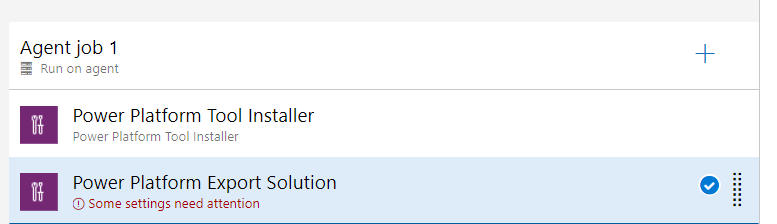 Agent job 1
Run on agent
Power Platform Tool Installer
Power Platform Tool Installer
Power Platform Export Solution
Some settings need attention